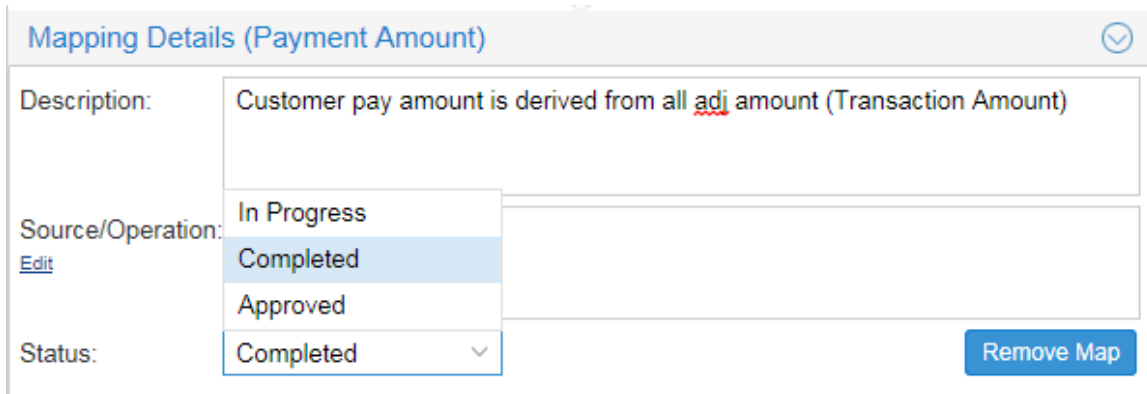 Mapping Details (Payment Amount)
Description:
Customer pay amount is derived from all adj amount (Transaction Amount)
Source/Operation:
Edit
In Progress
Completed
Approved
Status:
Completed
Remove Map